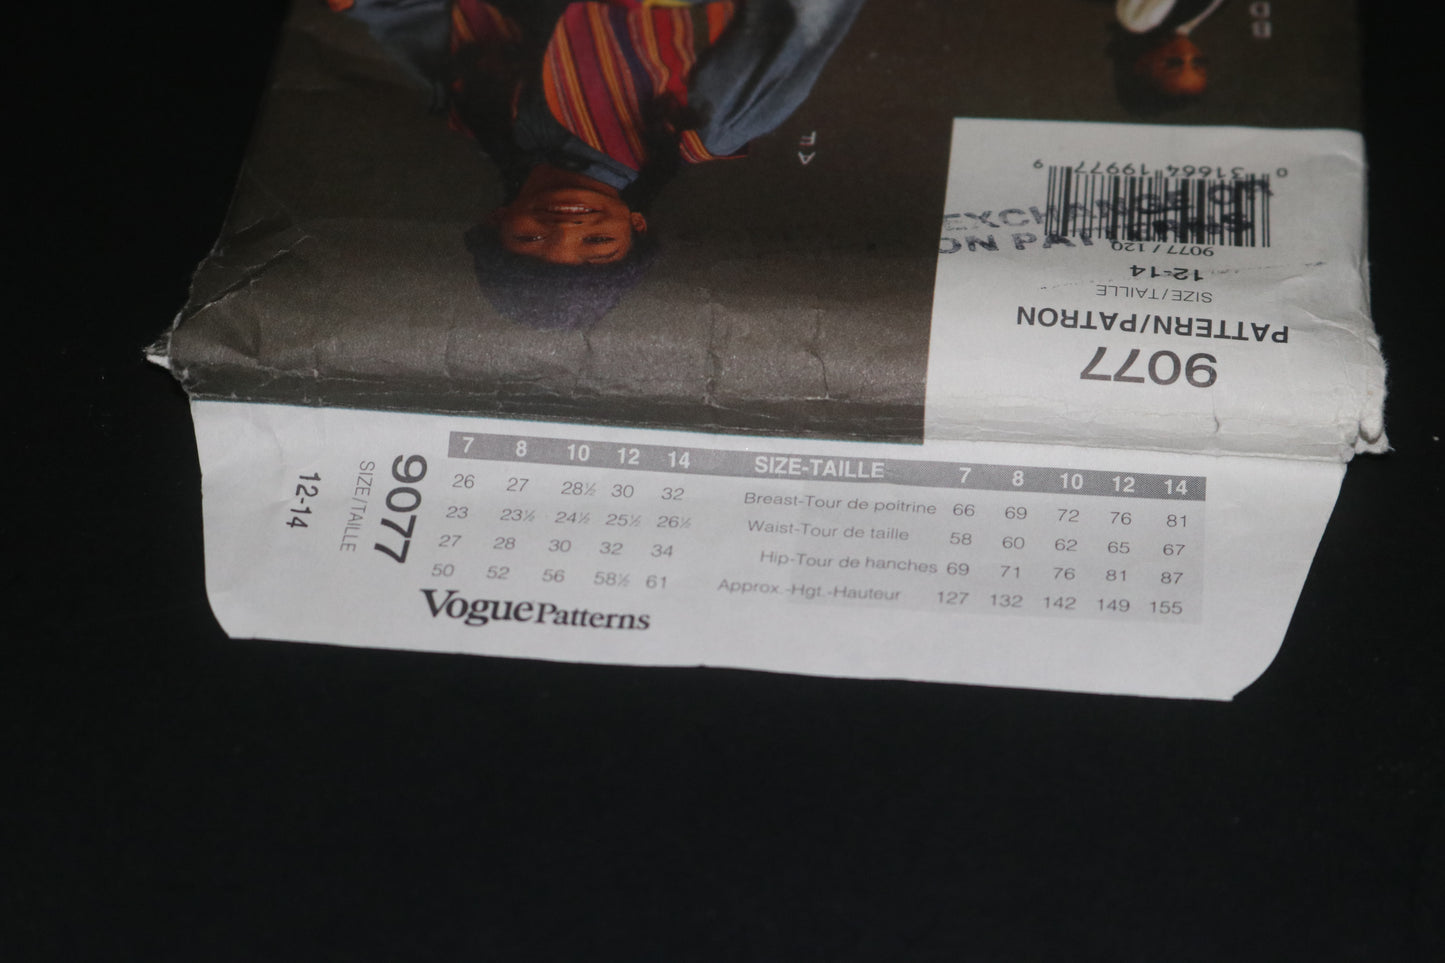 7 8 10 12 14 SIZE-TAILLE 7 8 10 12 14
26 27 28½ 30 32 Breast-Tour de poitrine 66 69 72 76 81
23 23½ 24½ 25½ 26½ Waist-Tour de taille 58 60 62 65 67
27 28 30 32 34 Hip-Tour de hanches 69 71 76 81 87
50 52 56 58½ 61 Approx.-Hgt.-Hauteur 127 132 142 149 155
Vogue Patterns
9077
SIZE/TAILLE
12-14
9077
PATTERN/PATRON
SIZE/TAILLE
12-14
9077 / 120
0 31664 19977 9
ON